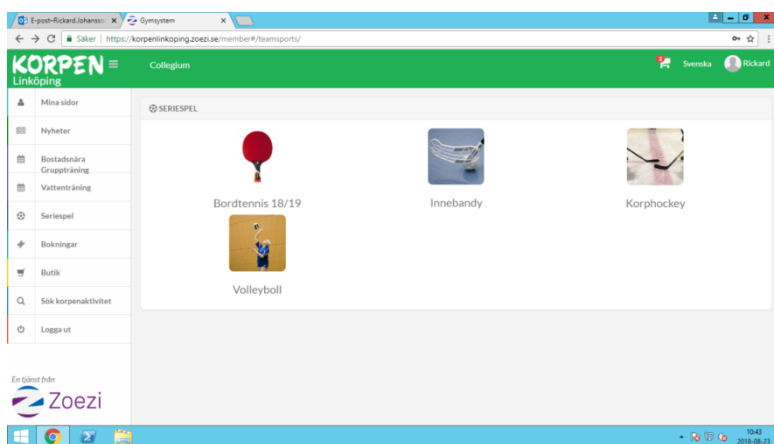 E-post-Rickard.Johansso
Gymsystem
Säker
https://korpenlinkoping.zoezi.se/member#/teamsports/
KORPEN
Linköping
Collegium
Svenska
Rickard
Mina sidor
Nyheter
Bostadsnära
Gruppträning
Vattenträning
Seriespel
Bokningar
Butik
Sök korpenaktivitet
Logga ut
SERIESPEL
Bordtennis 18/19
Innebandy
Korphockey
Volleyboll
En tjänst från
Zoezi
10:43
2018-08-23